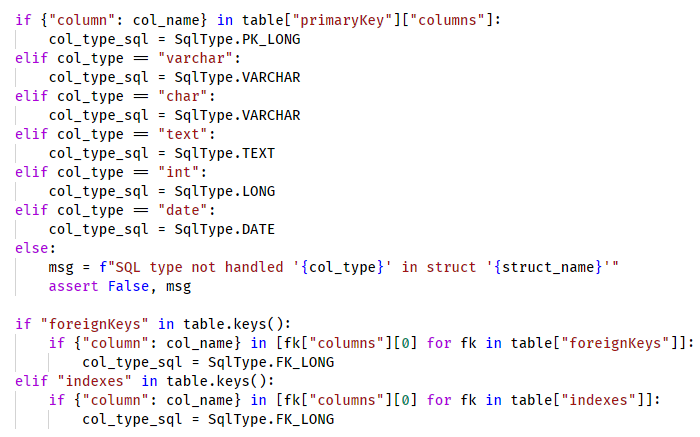 if {"column": col_name} in table["primaryKey"]["columns"]:
    col_type_sql = SqlType.PK_LONG
elif col_type == "varchar":
    col_type_sql = SqlType.VARCHAR
elif col_type == "char":
    col_type_sql = SqlType.VARCHAR
elif col_type == "text":
    col_type_sql = SqlType.TEXT
elif col_type == "int":
    col_type_sql = SqlType.LONG
elif col_type == "date":
    col_type_sql = SqlType.DATE
else:
    msg = f"SQL type not handled '{col_type}' in struct '{struct_name}'"
    assert False, msg

if "foreignKeys" in table.keys():
    if {"column": col_name} in [fk["columns"][0] for fk in table["foreignKeys"]]:
        col_type_sql = SqlType.FK_LONG
elif "indexes" in table.keys():
    if {"column": col_name} in [fk["columns"][0] for fk in table["indexes"]]:
        col_type_sql = SqlType.FK_LONG